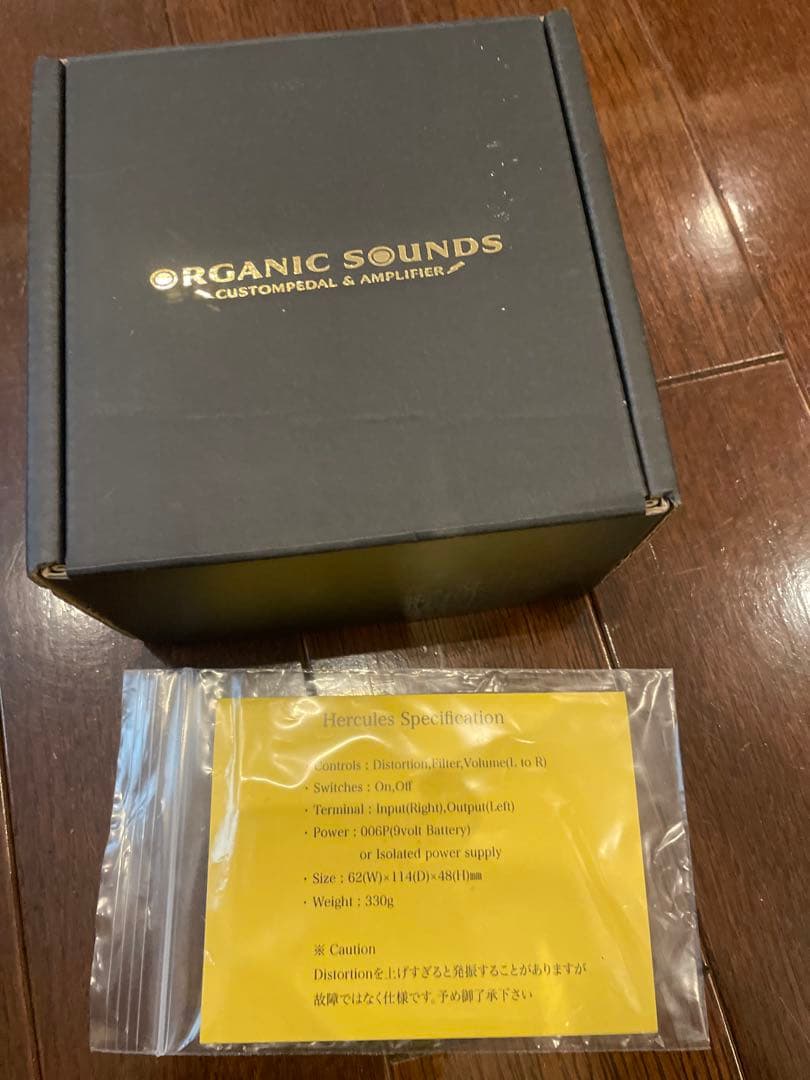 ORGANIC SOUNDS
CUSTOMPEDAL & AMPLIFIER
Hercules Specification
Controls : Distortion,Filter,Volume(L to R)
・Switches : On,Off
・Terminal : Input(Right),Output(Left)
・Power : 006P(9volt Battery)
or Isolated power supply
・Size : 62(W)×114(D)×48(H)㎜
・Weight : 330g
※ Caution
Distortionを上げすぎると発振することがありますが
故障ではなく仕様です。予め御了承下さい